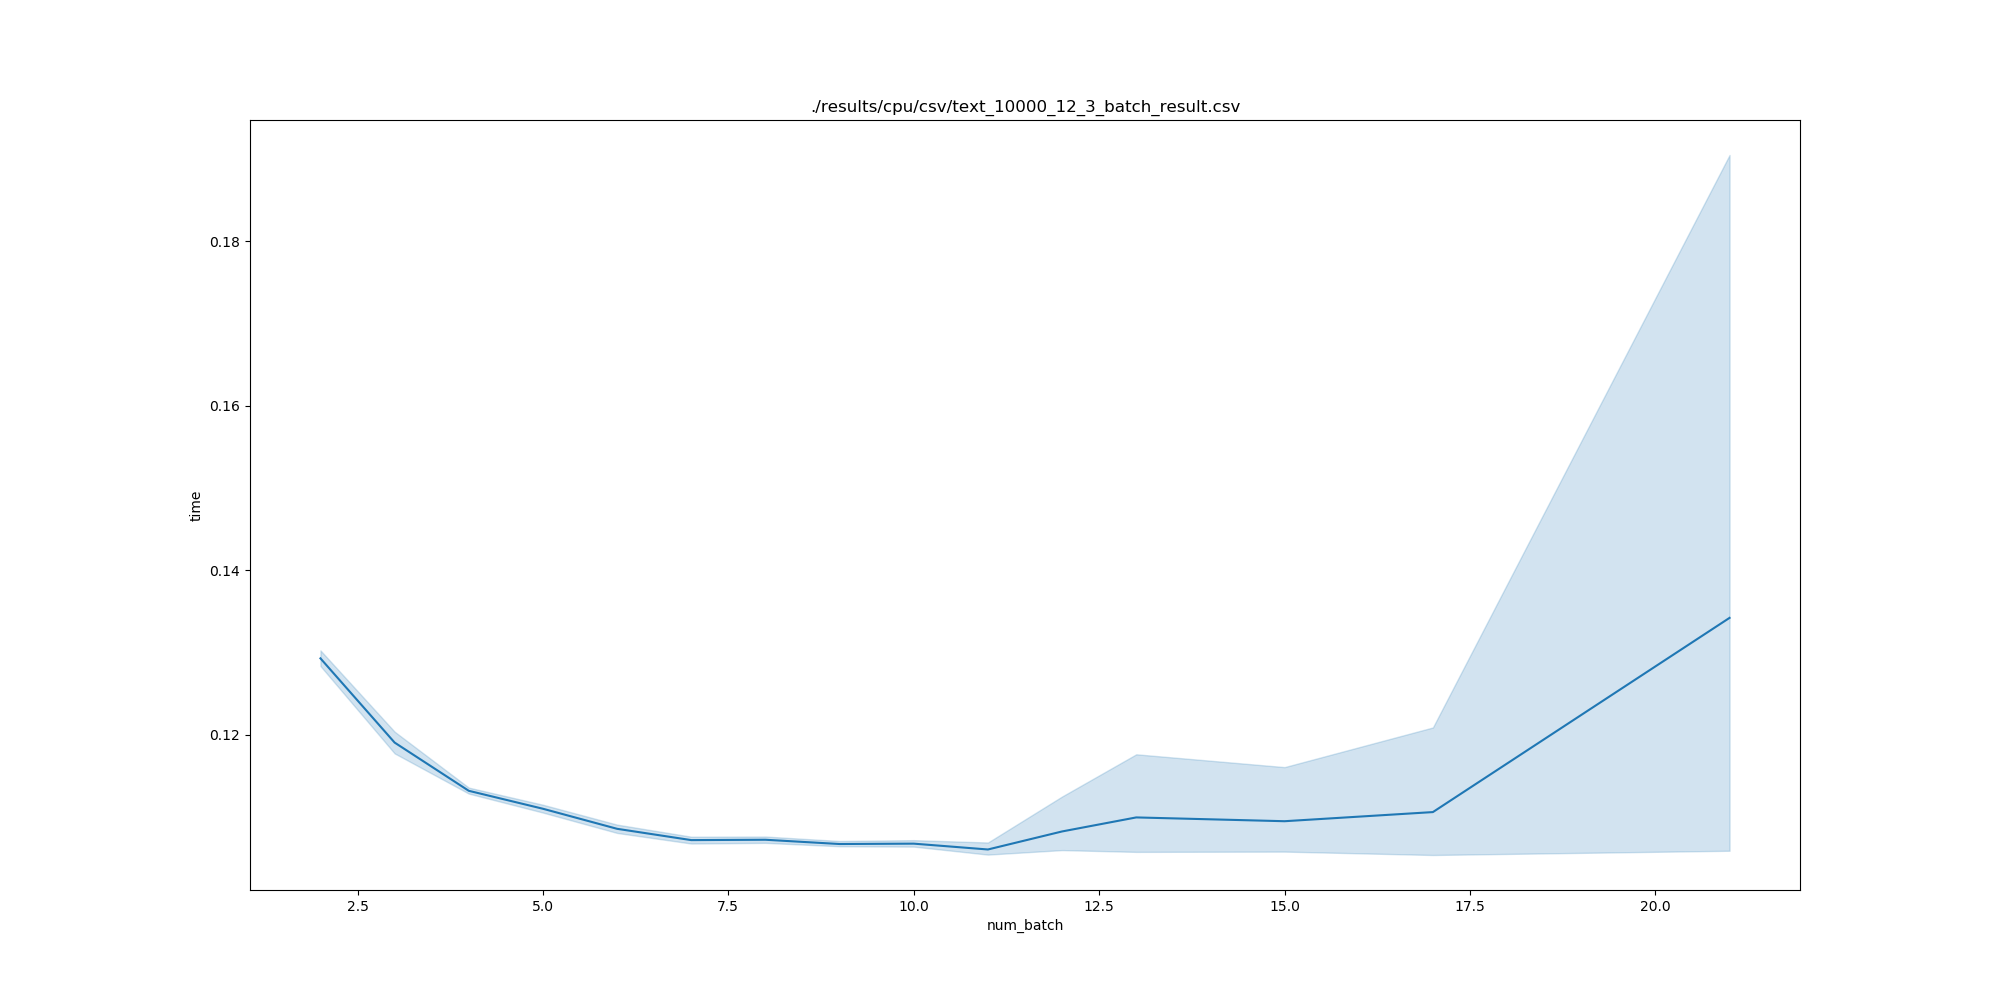 ./results/cpu/csv/text_10000_12_3_batch_result.csv
0.18
0.16
0.14
0.12
time
2.5 5.0 7.5 10.0 12.5 15.0 17.5 20.0
num_batch